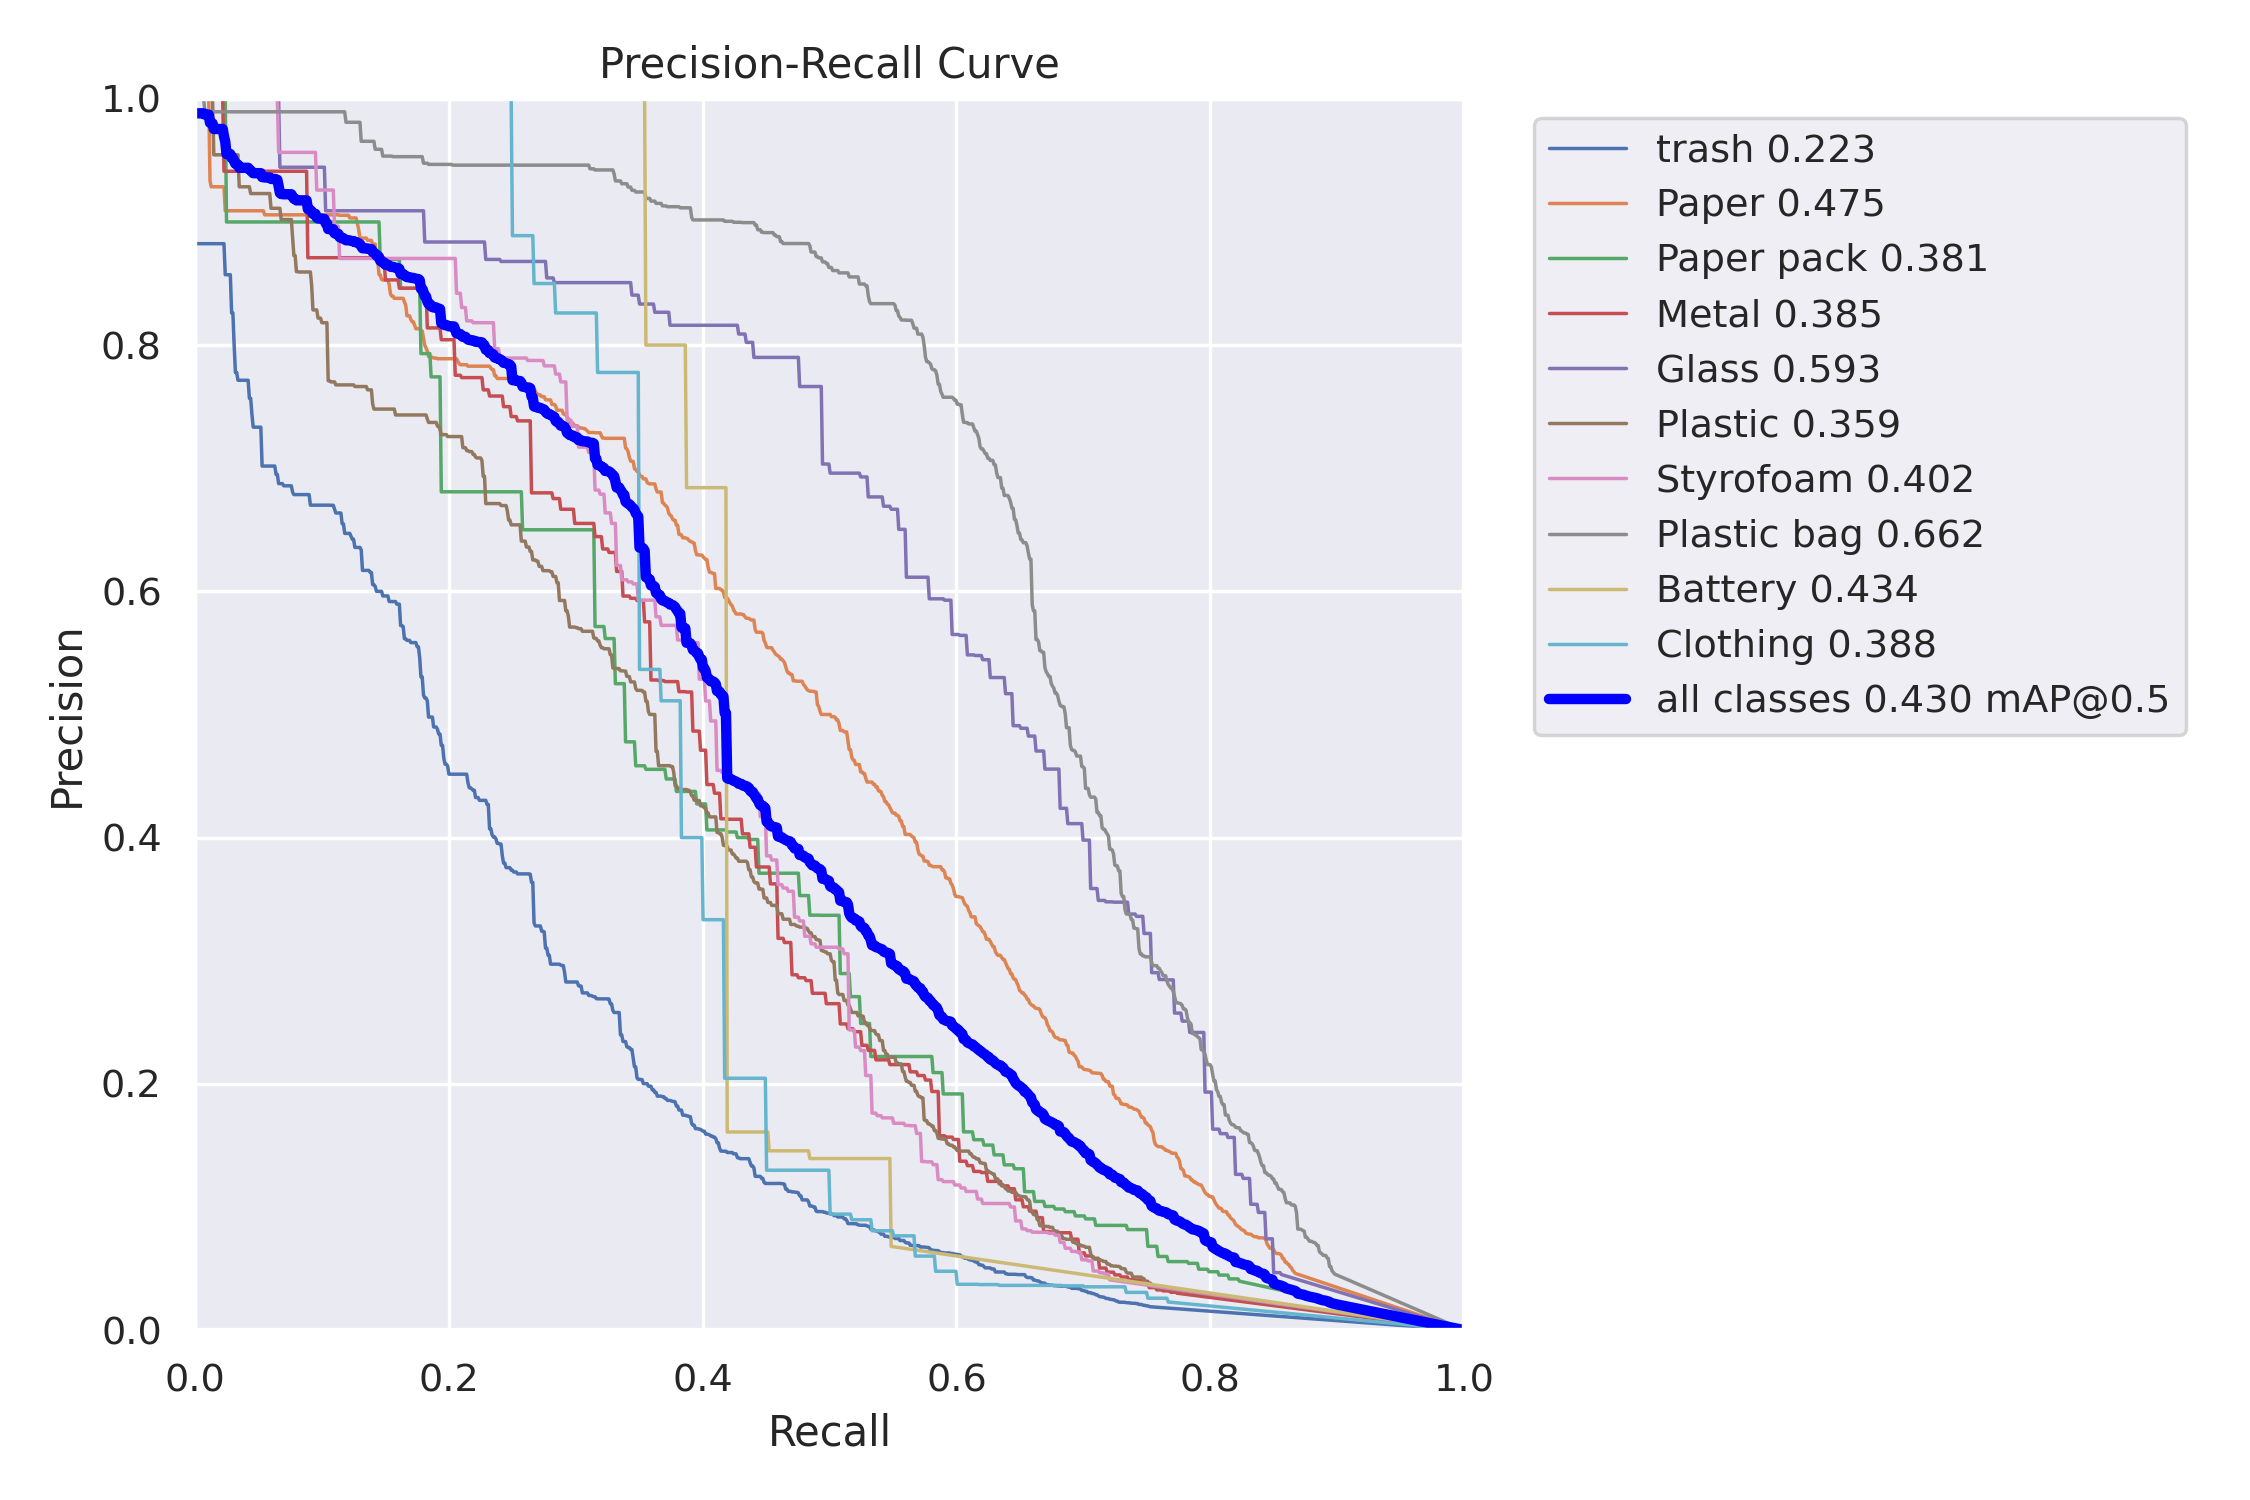 Precision-Recall Curve
1.0
0.8
0.6
0.4
0.2
0.0
Precision
0.0 0.2 0.4 0.6 0.8 1.0
Recall
trash 0.223
Paper 0.475
Paper pack 0.381
Metal 0.385
Glass 0.593
Plastic 0.359
Styrofoam 0.402
Plastic bag 0.662
Battery 0.434
Clothing 0.388
all classes 0.430 mAP@0.5